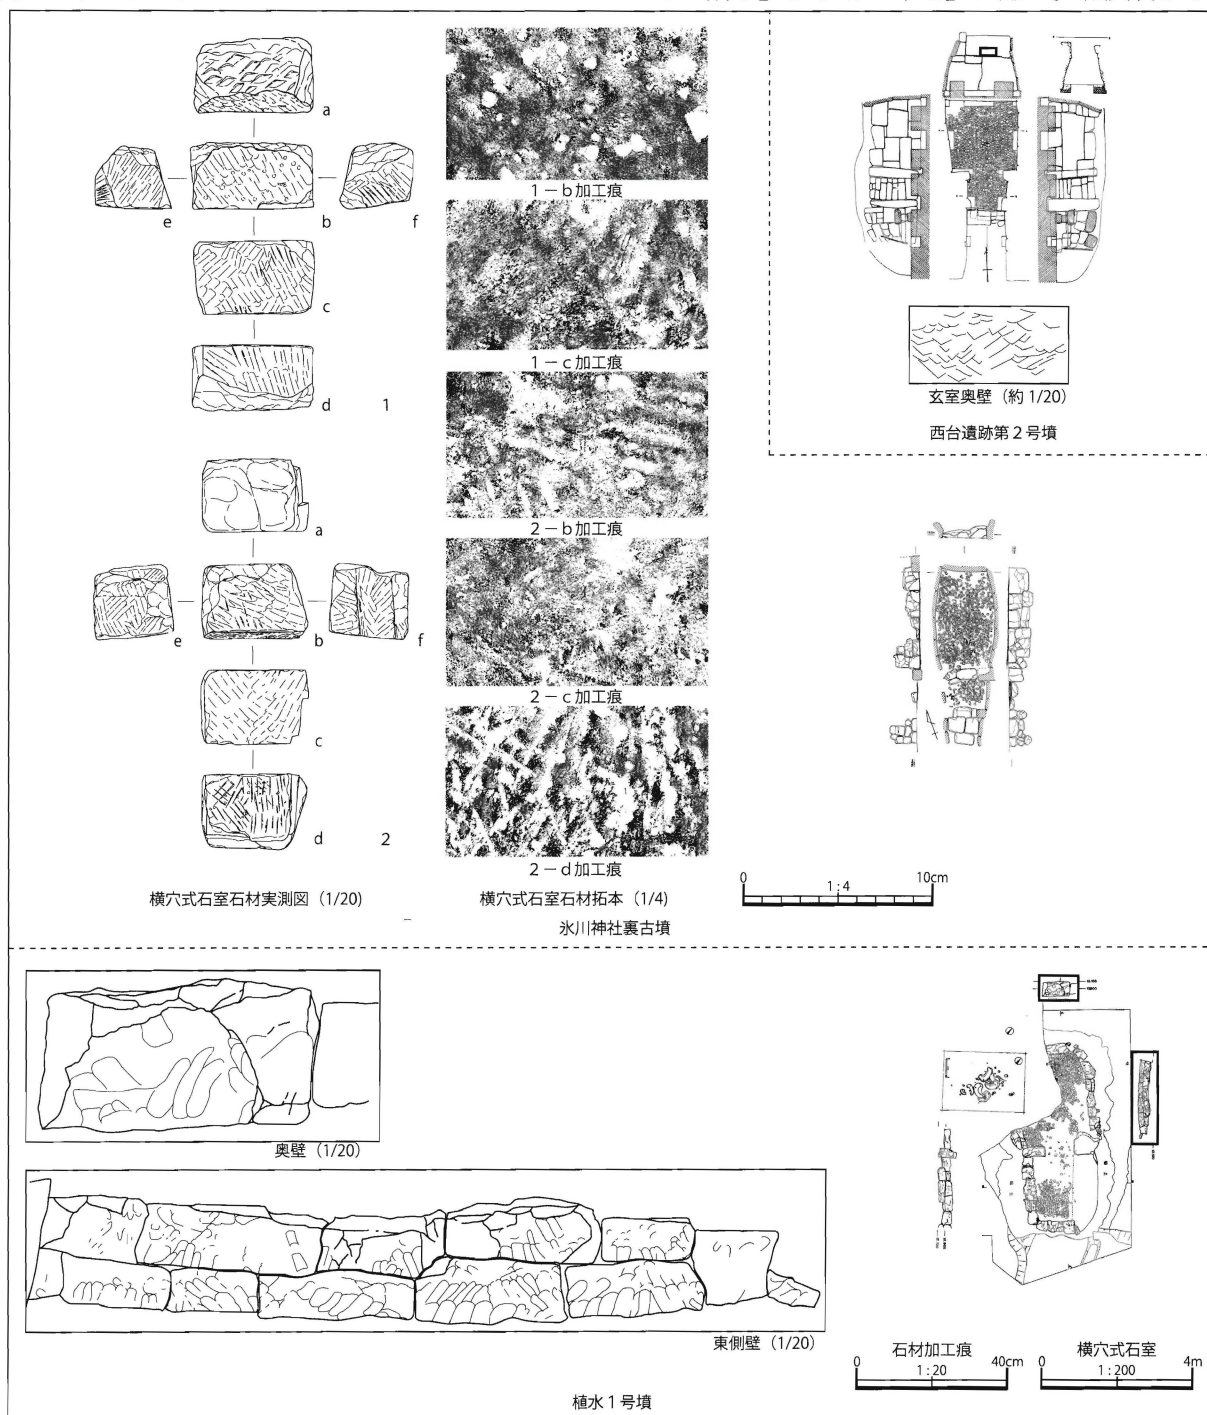 a
e
b
f
c
d
1
a
e
b
f
c
d
2
横穴式石室石材実測図（1/20）
1－b加工痕
1－c加工痕
2－b加工痕
2－c加工痕
2－d加工痕
横穴式石室石材拓本（1/4）
氷川神社裏古墳
玄室奥壁（約 1/20）
西台遺跡第２号墳
0
1：4
10cm
奥壁（1/20）
東側壁（1/20）
植水１号墳
石材加工痕
0
1：20
40cm
横穴式石室
0
1：200
4m